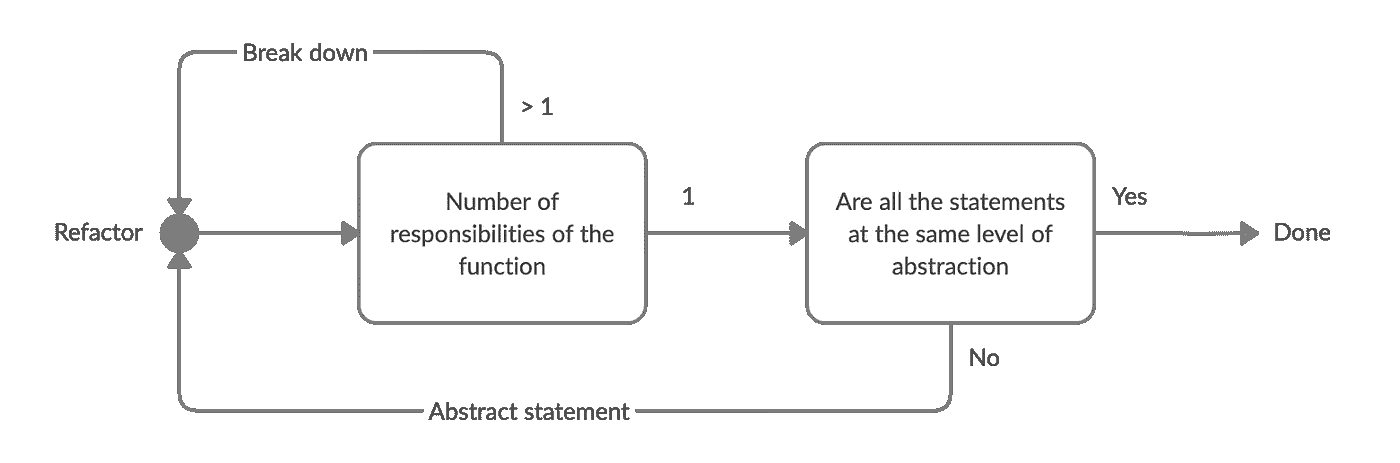 Break down
> 1
Number of
responsibilities of the
function
1
Are all the statements
at the same level of
abstraction
Yes
Refactor
Done
No
Abstract statement